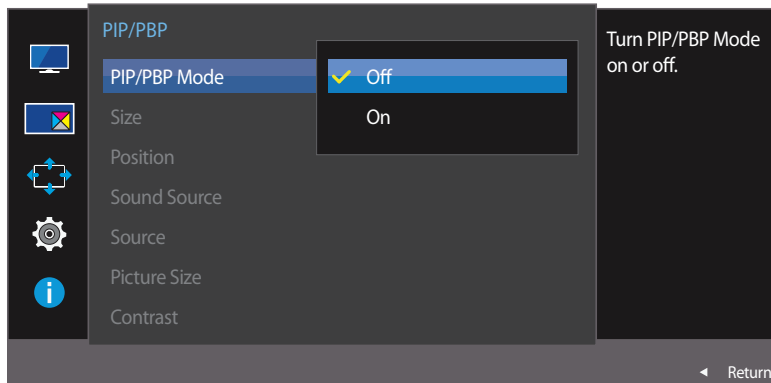 PIP/PBP
PIP/PBP Mode
Off
On
Size
Position
Sound Source
Source
Picture Size
Contrast
Turn PIP/PBP Mode
on or off.
Return